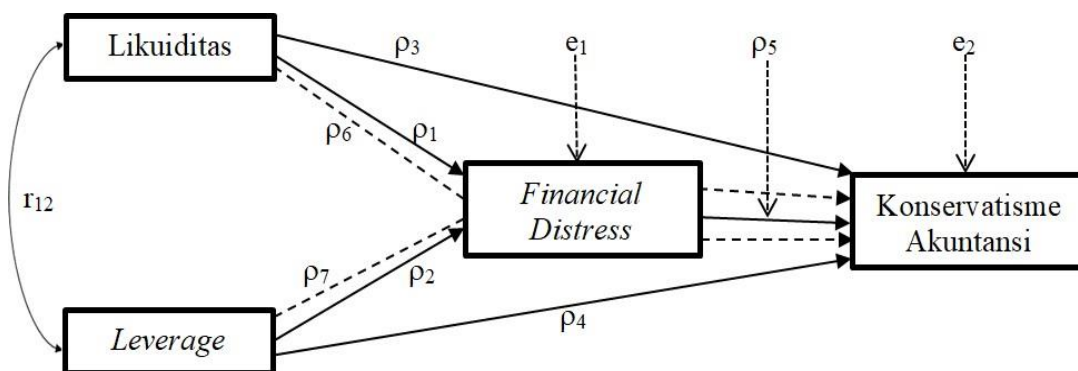 Likuiditas
ρ3
e1
ρ5
e2
ρ6
ρ1
r12
Financial
Distress
Konservatisme
Akuntansi
ρ7
ρ2
ρ4
Leverage